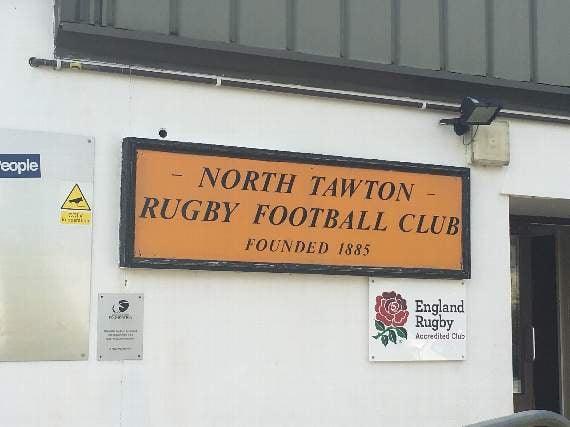 People
- NORTH TAWTON -
RUGBY FOOTBALL CLUB
FOUNDED 1885
England
Rugby
Accredited Club